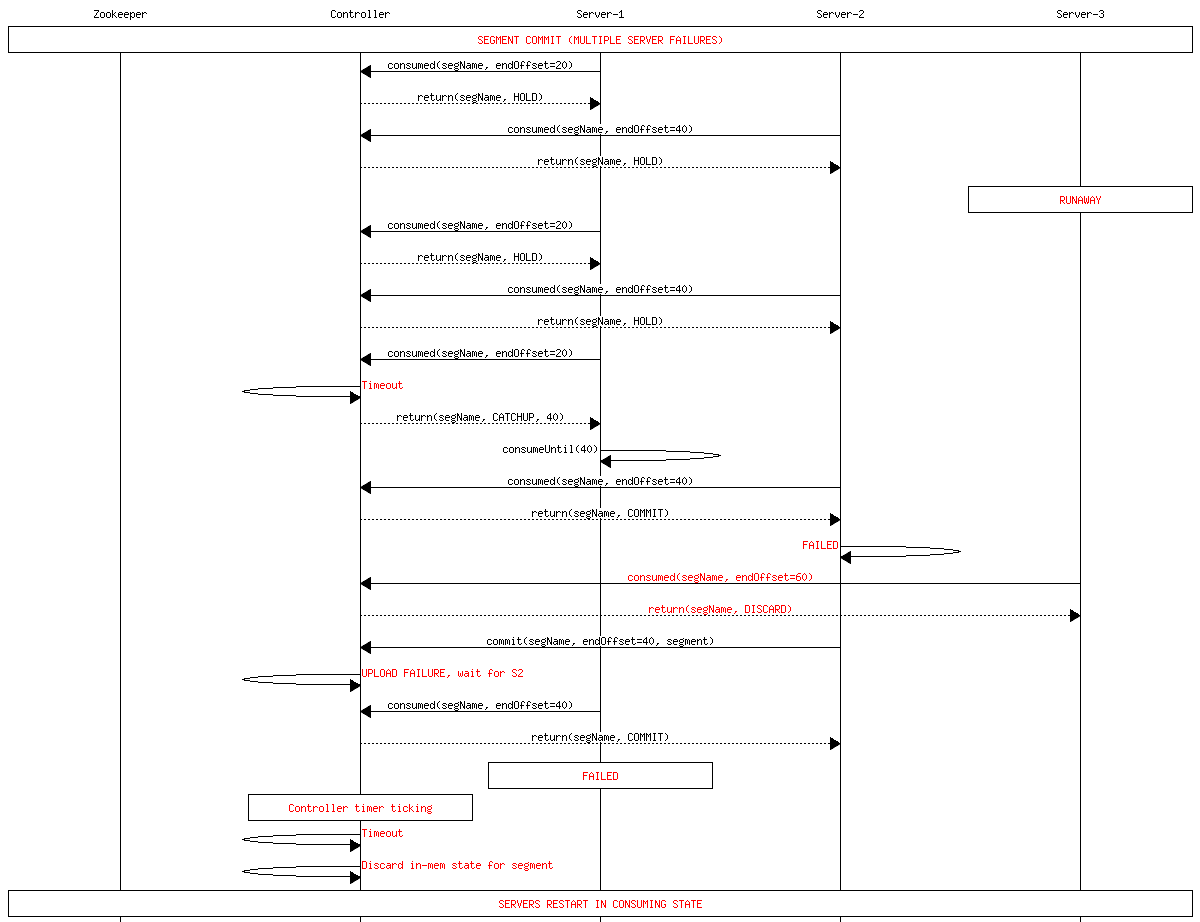 Zookeeper Controller Server-1 Server-2 Server-3
SEGMENT COMMIT (MULTIPLE SERVER FAILURES)
consumed(segName, endOffset=20)
return(segName, HOLD)
consumed(segName, endOffset=40)
return(segName, HOLD)
RUNAWAY
consumed(segName, endOffset=20)
return(segName, HOLD)
consumed(segName, endOffset=40)
return(segName, HOLD)
consumed(segName, endOffset=20)
Timeout
return(segName, CATCHUP, 40)
consumeUntil(40)
consumed(segName, endOffset=40)
return(segName, COMMIT)
FAILED
consumed(segName, endOffset=60)
return(segName, DISCARD)
commit(segName, endOffset=40, segment)
UPLOAD FAILURE, wait for S2
consumed(segName, endOffset=40)
return(segName, COMMIT)
FAILED
Controller timer ticking
Timeout
Discard in-mem state for segment
SERVERS RESTART IN CONSUMING STATE